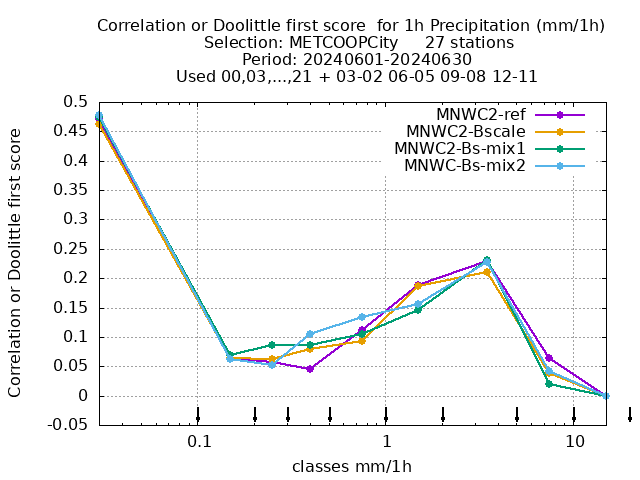 Correlation or Doolittle first score  for 1h Precipitation (mm/1h)
Selection: METCOOPCity     27 stations
Period: 20240601-20240630
Used 00,03,...,21 + 03-02 06-05 09-08 12-11
MNWC2-ref
MNWC2-Bscale
MNWC2-Bs-mix1
MNWC-Bs-mix2
Correlation or Doolittle first score
0.5
0.45
0.4
0.35
0.3
0.25
0.2
0.15
0.1
0.05
0
-0.05
0.1 1 10
classes mm/1h